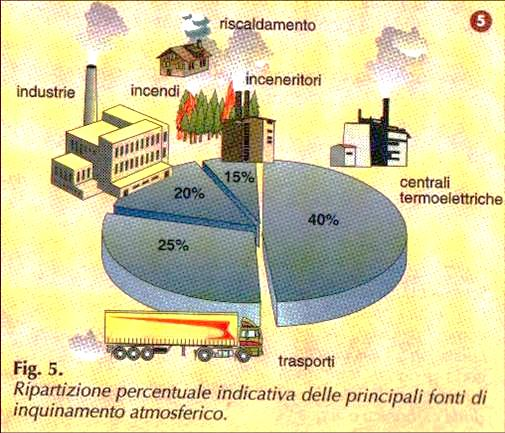 5
riscaldamento
industrie
incendi
inceneritori
15%
20%
40%
centrali
termoelettriche
25%
trasporti
Fig. 5.
Ripartizione percentuale indicativa delle principali fonti di
inquinamento atmosferico.